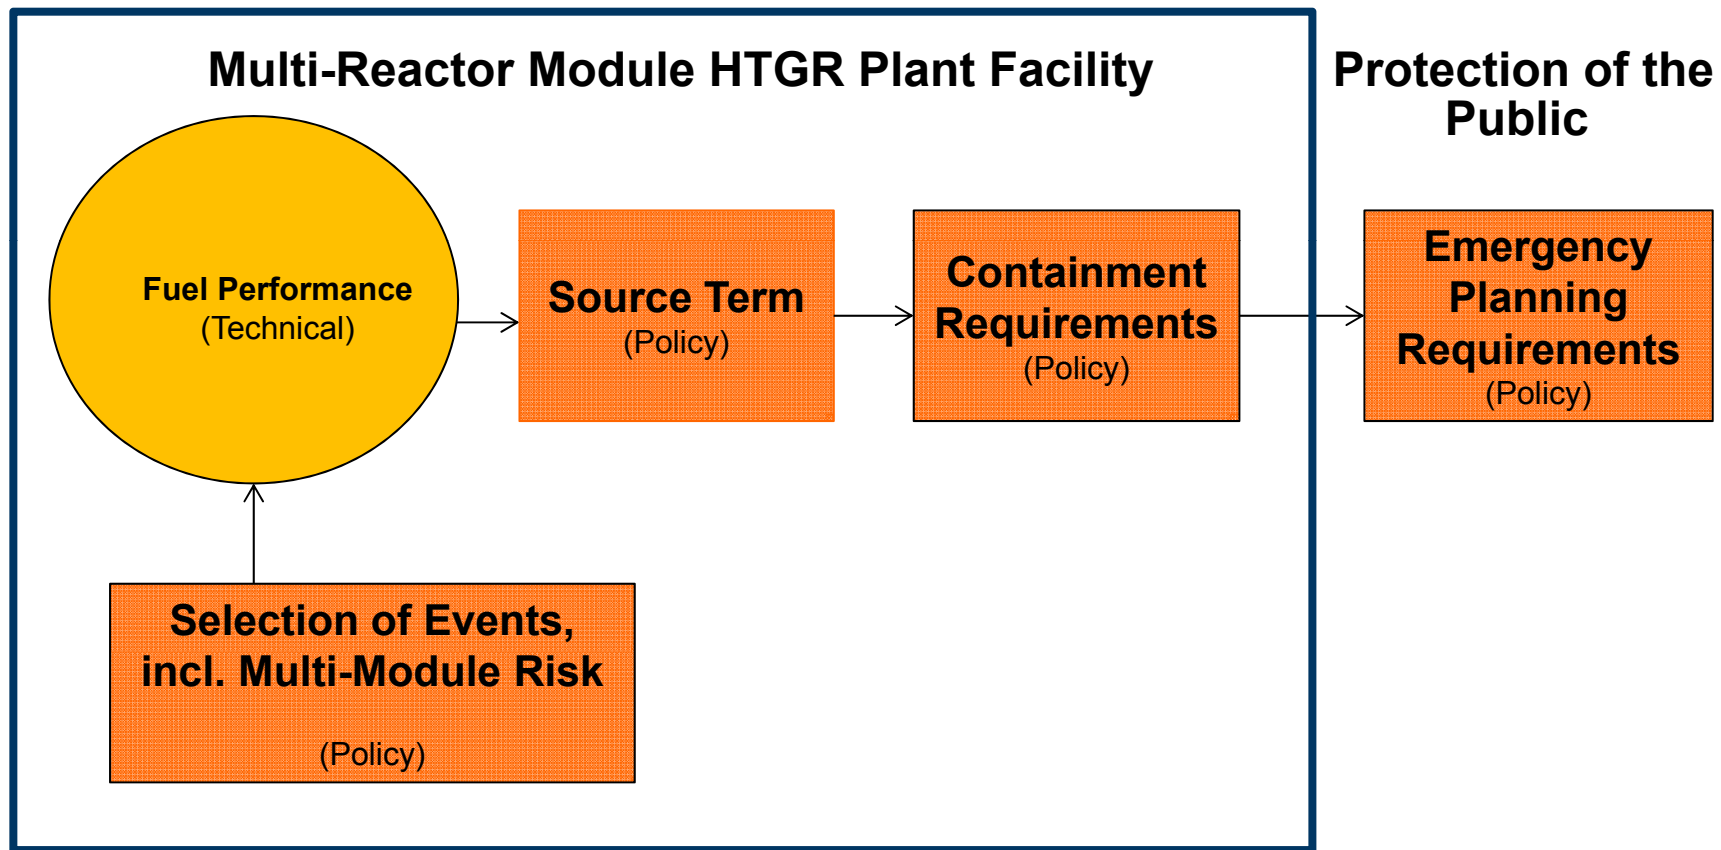 Multi-Reactor Module HTGR Plant Facility
Protection of the
Public
Fuel Performance
(Technical)
Source Term
(Policy)
Containment
Requirements
(Policy)
Emergency
Planning
Requirements
(Policy)
Selection of Events,
incl. Multi-Module Risk
(Policy)